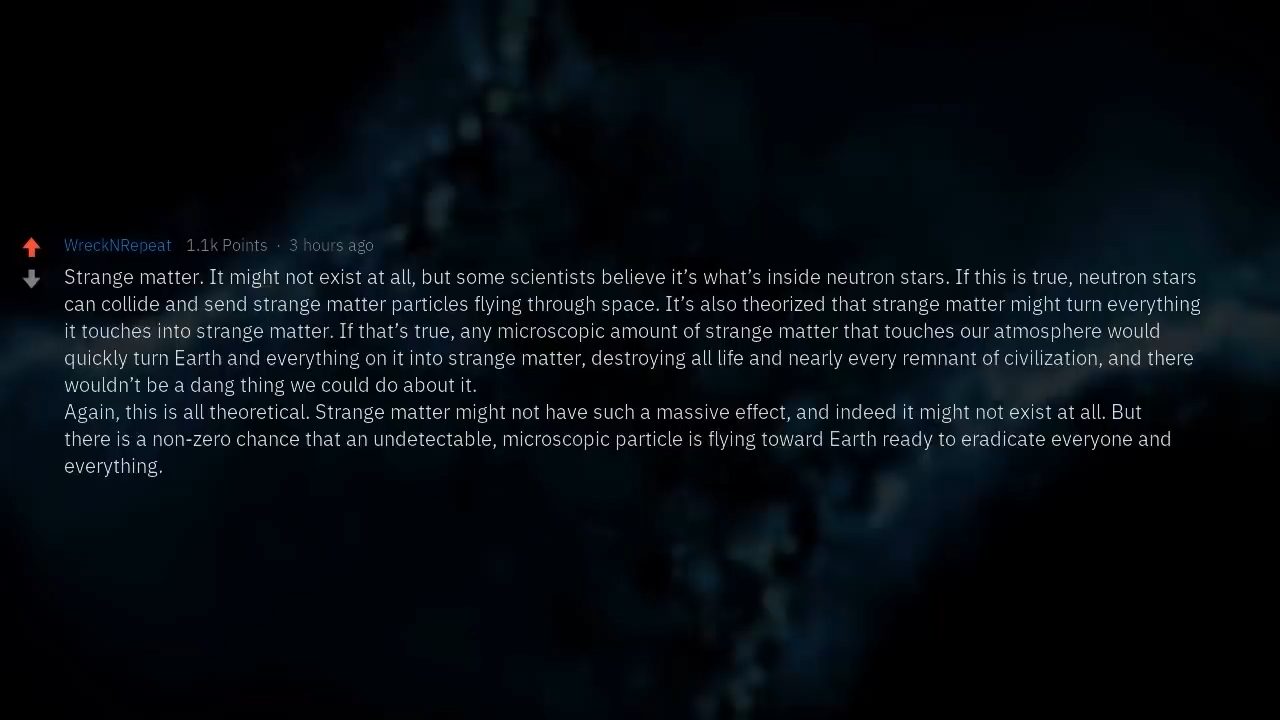 WreckNRepeat 1.1k Points · 3 hours ago
Strange matter. It might not exist at all, but some scientists believe it’s what’s inside neutron stars. If this is true, neutron stars
can collide and send strange matter particles flying through space. It’s also theorized that strange matter might turn everything
it touches into strange matter. If that’s true, any microscopic amount of strange matter that touches our atmosphere would
quickly turn Earth and everything on it into strange matter, destroying all life and nearly every remnant of civilization, and there
wouldn’t be a dang thing we could do about it.
Again, this is all theoretical. Strange matter might not have such a massive effect, and indeed it might not exist at all. But
there is a non-zero chance that an undetectable, microscopic particle is flying toward Earth ready to eradicate everyone and
everything.